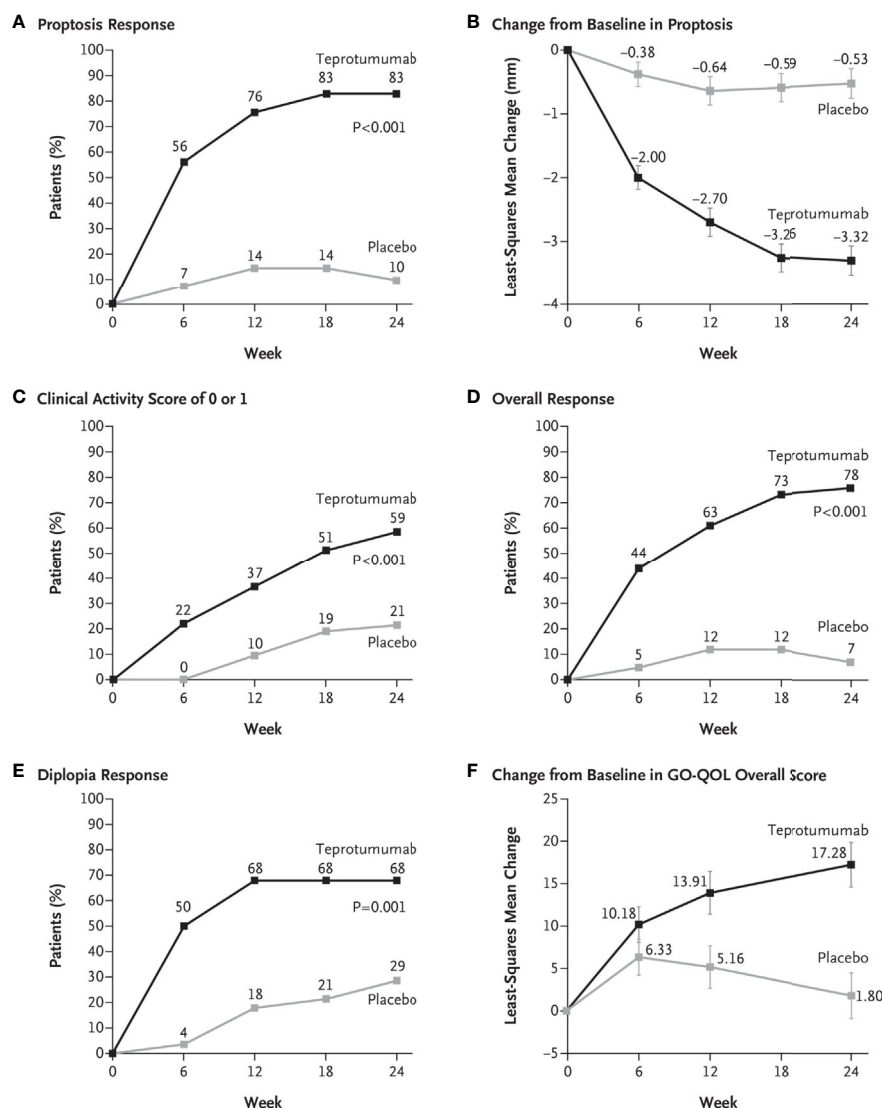 A Proptosis Response
100
90
80
70
60
50
40
30
20
10
0
Patients (%)
0 6 12 18 24
Week
Teprotumumab
56 76 83 83
P<0.001
Placebo
7 14 14 10
B Change from Baseline in Proptosis
0
−1
−2
−3
−4
Least-Squares Mean Change (mm)
0 6 12 18 24
Week
−0.38 −0.64 −0.59 −0.53
Placebo
−2.00 −2.70 −3.26 −3.32
Teprotumumab
C Clinical Activity Score of 0 or 1
100
90
80
70
60
50
40
30
20
10
0
Patients (%)
0 6 12 18 24
Week
Teprotumumab
22 37 51 59
P<0.001
0 10 19 21
Placebo
D Overall Response
100
90
80
70
60
50
40
30
20
10
0
Patients (%)
0 6 12 18 24
Week
Teprotumumab
44 63 73 78
P<0.001
Placebo
5 12 12 7
E Diplopia Response
100
90
80
70
60
50
40
30
20
10
0
Patients (%)
0 6 12 18 24
Week
Teprotumumab
50 68 68 68
P=0.001
4 18 21 29
Placebo
F Change from Baseline in GO-QOL Overall Score
25
20
15
10
5
0
−5
Least-Squares Mean Change
0 6 12 18 24
Week
Teprotumumab
10.18 13.91 17.28
Placebo
6.33 5.16 1.80